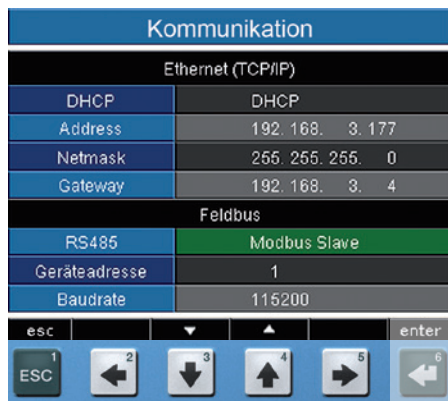 Kommunikation
Ethernet (TCP/IP)
DHCP DHCP
Address 192. 168. 3. 177
Netmask 255. 255. 255. 0
Gateway 192. 168. 3. 4
Feldbus
RS485 Modbus Slave
Geräteadresse 1
Baudrate 115200
esc enter
ESC 1 2 3 4 5 6